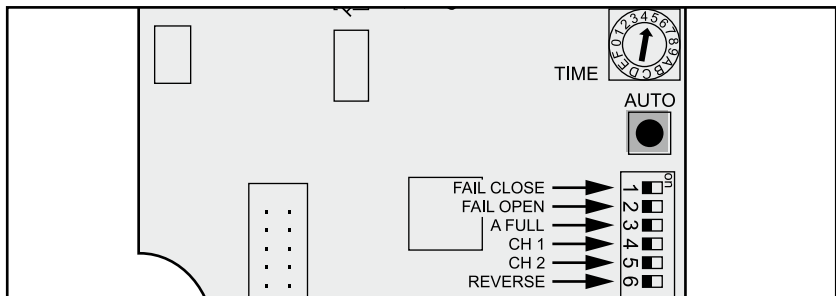 0123456789ABCDEF
TIME
AUTO
on
FAIL CLOSE 1
FAIL OPEN 2
A FULL 3
CH 1 4
CH 2 5
REVERSE 6